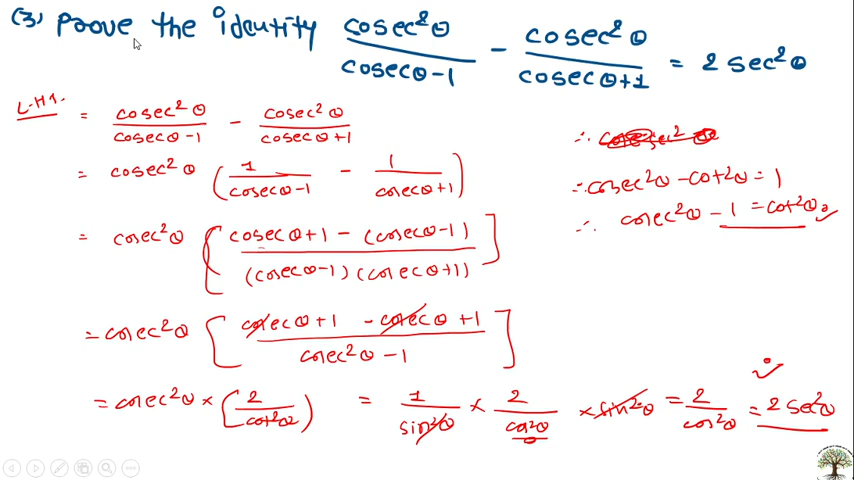 (3) Prove the identity cosec²θ/(cosecθ-1) - cosec²θ/(cosecθ+1) = 2 sec²θ
L.H.S.
= cosec²θ/(cosecθ-1) - cosec²θ/(cosecθ+1)
= cosec²θ (1/(cosecθ-1) - 1/(cosecθ+1))
= cosec²θ [(cosecθ+1 - (cosecθ-1))/((cosecθ-1)(cosecθ+1))]
= cosec²θ [(cosecθ+1 - cosecθ+1)/(cosec²θ-1)]
= cosec²θ × (2/cot²θ) = 1/sin²θ × 2/cos²θ × sin²θ = 2/cos²θ = 2 sec²θ
∴ cosec²θ - cot²θ = 1
∴ cosec²θ - 1 = cot²θ